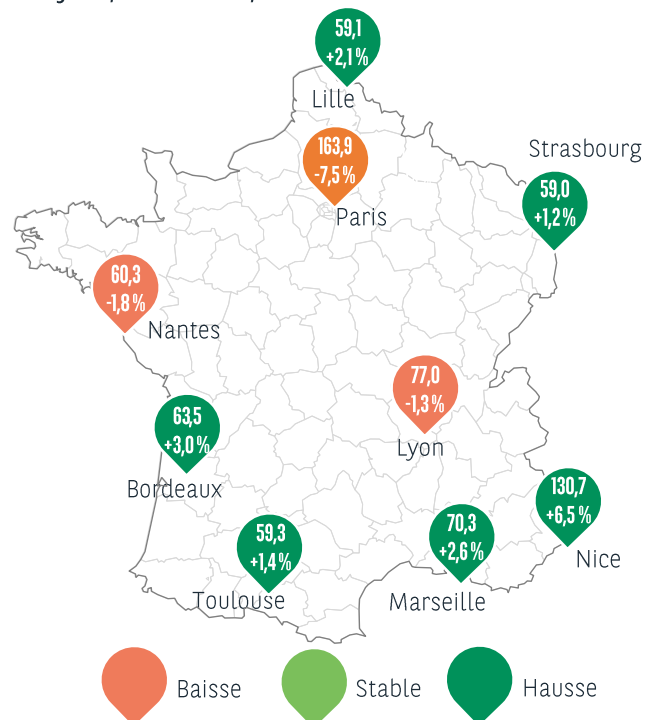 59,1
+2,1 %
Lille
163,9
-7,5 %
Paris
Strasbourg
59,0
+1,2 %
60,3
-1,8 %
Nantes
77,0
-1,3 %
Lyon
63,5
+3,0 %
Bordeaux
130,7
+6,5 %
Nice
59,3
+1,4 %
Toulouse
70,3
+2,6 %
Marseille
Baisse
Stable
Hausse